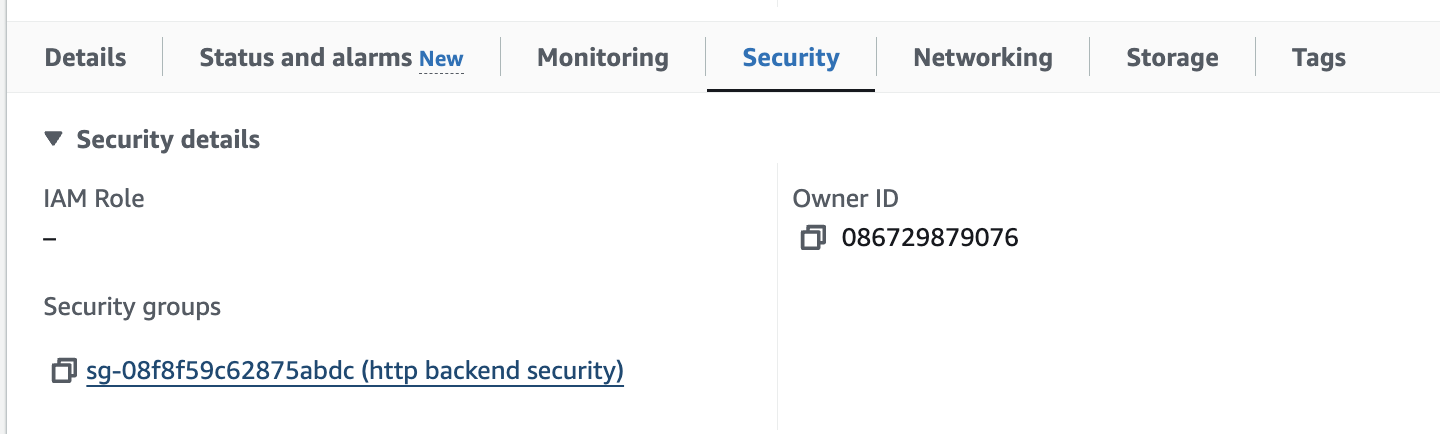 Details
Status and alarms New
Monitoring
Security
Networking
Storage
Tags
Security details
IAM Role
–
Owner ID
086729879076
Security groups
sg-08f8f59c62875abdc (http backend security)